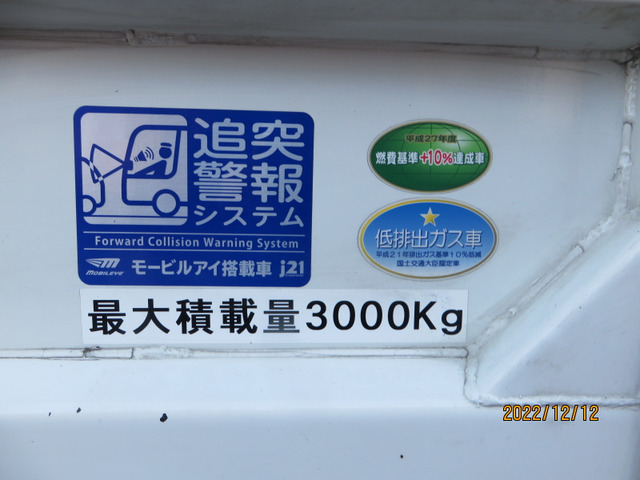 追突
警報
システム
Forward Collision Warning System
MOBILEYE モービルアイ搭載車 j21
平成27年度
燃費基準+10%達成車
低排出ガス車
平成21年排出ガス基準10%低減
国土交通大臣認定車
最大積載量3000Kg
2022/12/12